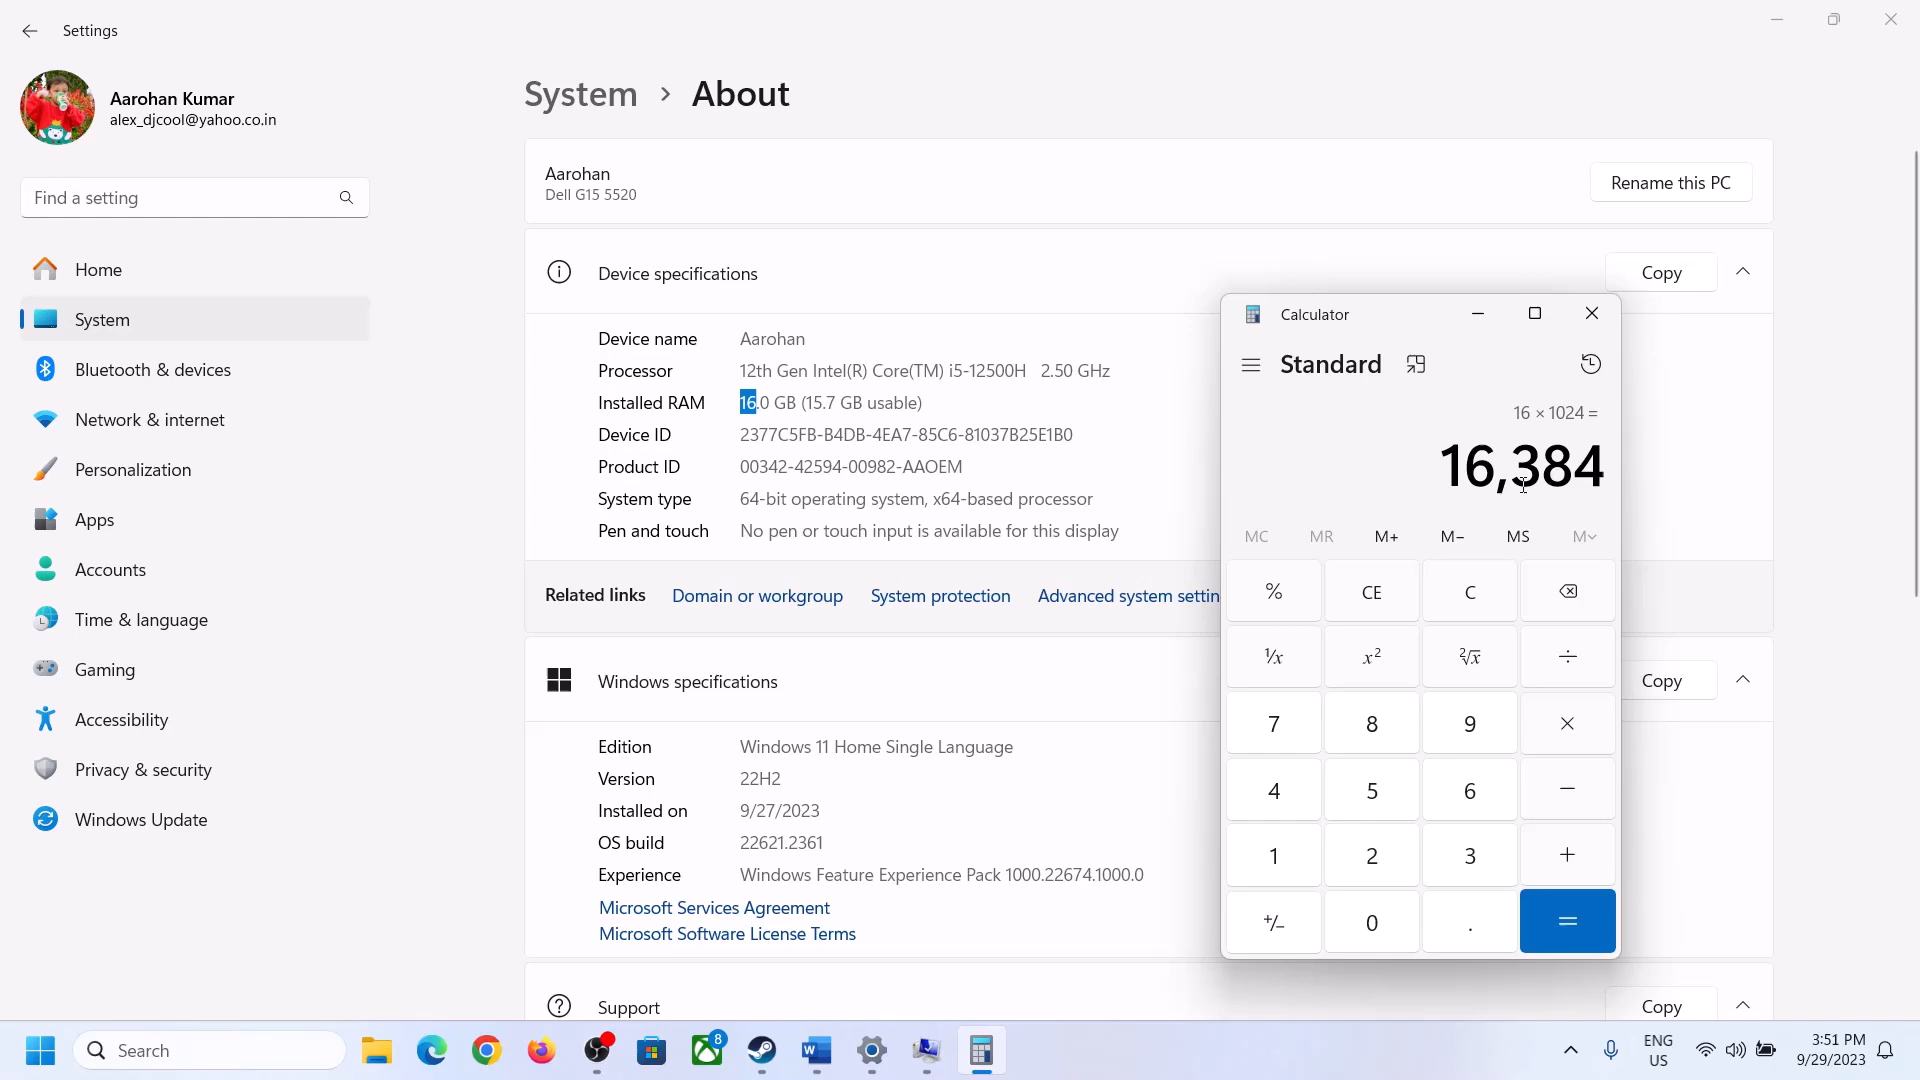 Settings
Aarohan Kumar
alex_djcool@yahoo.co.in
Find a setting
Home
System
Bluetooth & devices
Network & internet
Personalization
Apps
Accounts
Time & language
Gaming
Accessibility
Privacy & security
Windows Update
System > About
Aarohan
Dell G15 5520
Rename this PC
Device specifications
Copy
Device name Aarohan
Processor 12th Gen Intel(R) Core(TM) i5-12500H 2.50 GHz
Installed RAM 16.0 GB (15.7 GB usable)
Device ID 2377C5FB-B4DB-4EA7-85C6-81037B25E1B0
Product ID 00342-42594-00982-AAOEM
System type 64-bit operating system, x64-based processor
Pen and touch No pen or touch input is available for this display
Related links Domain or workgroup System protection Advanced system settin
Windows specifications
Copy
Edition Windows 11 Home Single Language
Version 22H2
Installed on 9/27/2023
OS build 22621.2361
Experience Windows Feature Experience Pack 1000.22674.1000.0
Microsoft Services Agreement
Microsoft Software License Terms
Support
Copy
Calculator
Standard
16 × 1024 =
16,384
MC MR M+ M− MS M
% CE C
⅟x x² ²√x ÷
7 8 9 ×
4 5 6 −
1 2 3 +
+/− 0 . =
Search
8
ENG
US
3:51 PM
9/29/2023